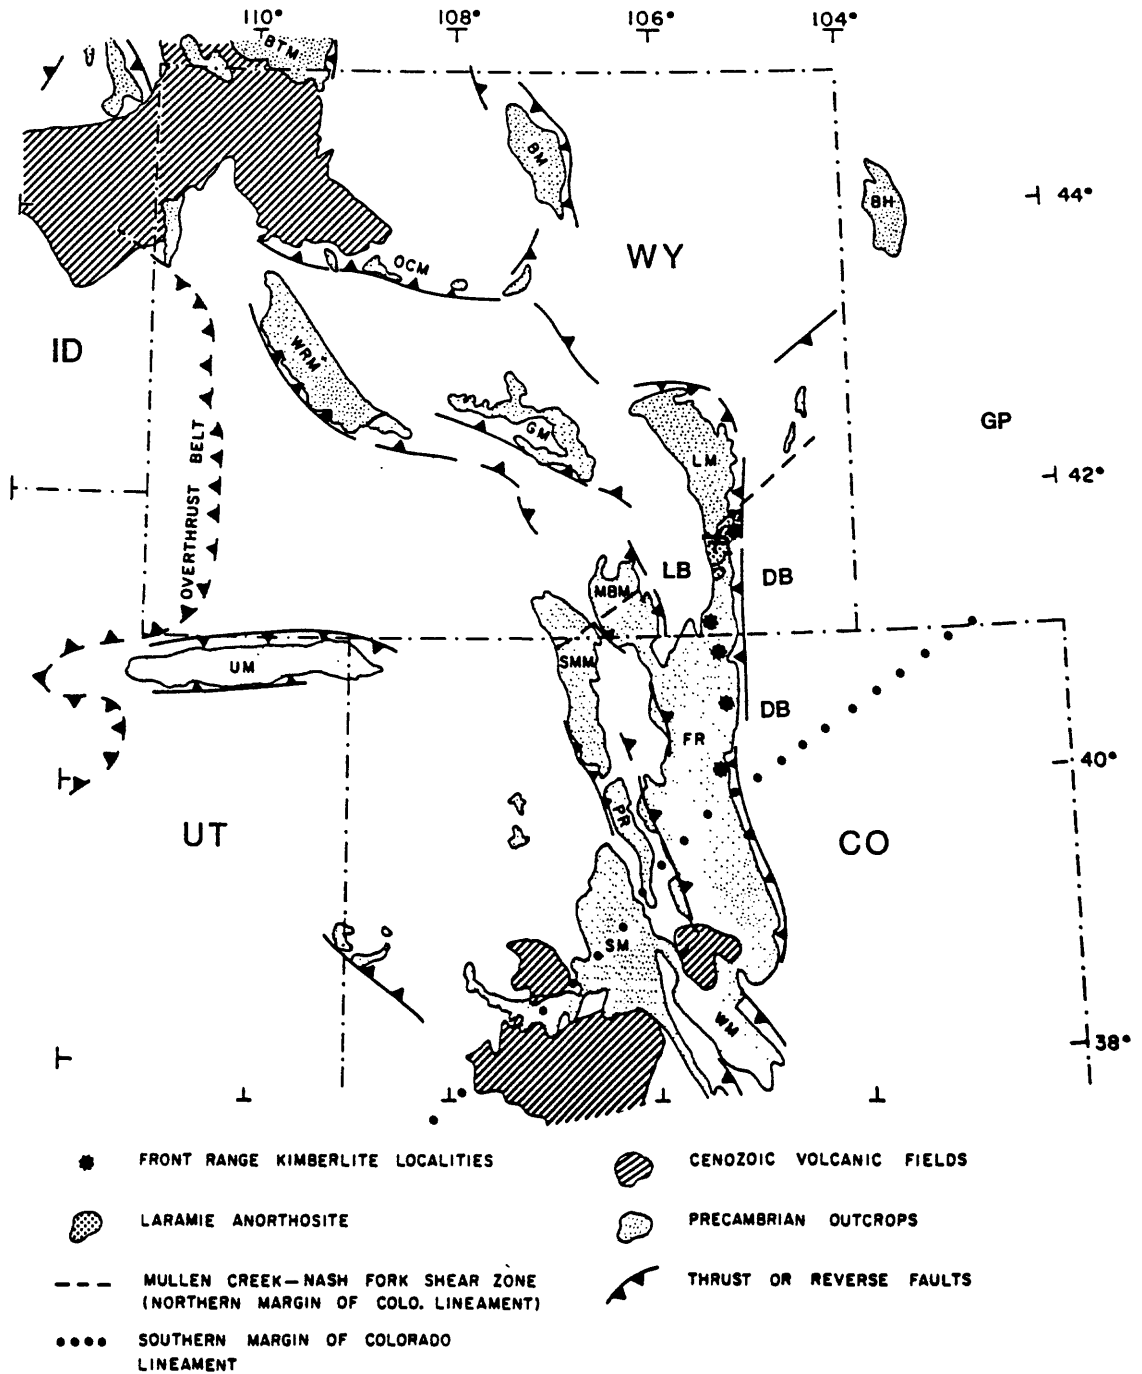 110° 108° 106° 104°
BTM
BM
44°
BH
WY
OCM
ID
WRM
GM
GP
LM
42°
OVERTHRUST BELT
LB
DB
MBM
UM
SMM
DB
FR
40°
PR
UT
CO
SM
WM
38°
FRONT RANGE KIMBERLITE LOCALITIES
CENOZOIC VOLCANIC FIELDS
LARAMIE ANORTHOSITE
PRECAMBRIAN OUTCROPS
MULLEN CREEK—NASH FORK SHEAR ZONE
(NORTHERN MARGIN OF COLO. LINEAMENT)
THRUST OR REVERSE FAULTS
SOUTHERN MARGIN OF COLORADO
LINEAMENT